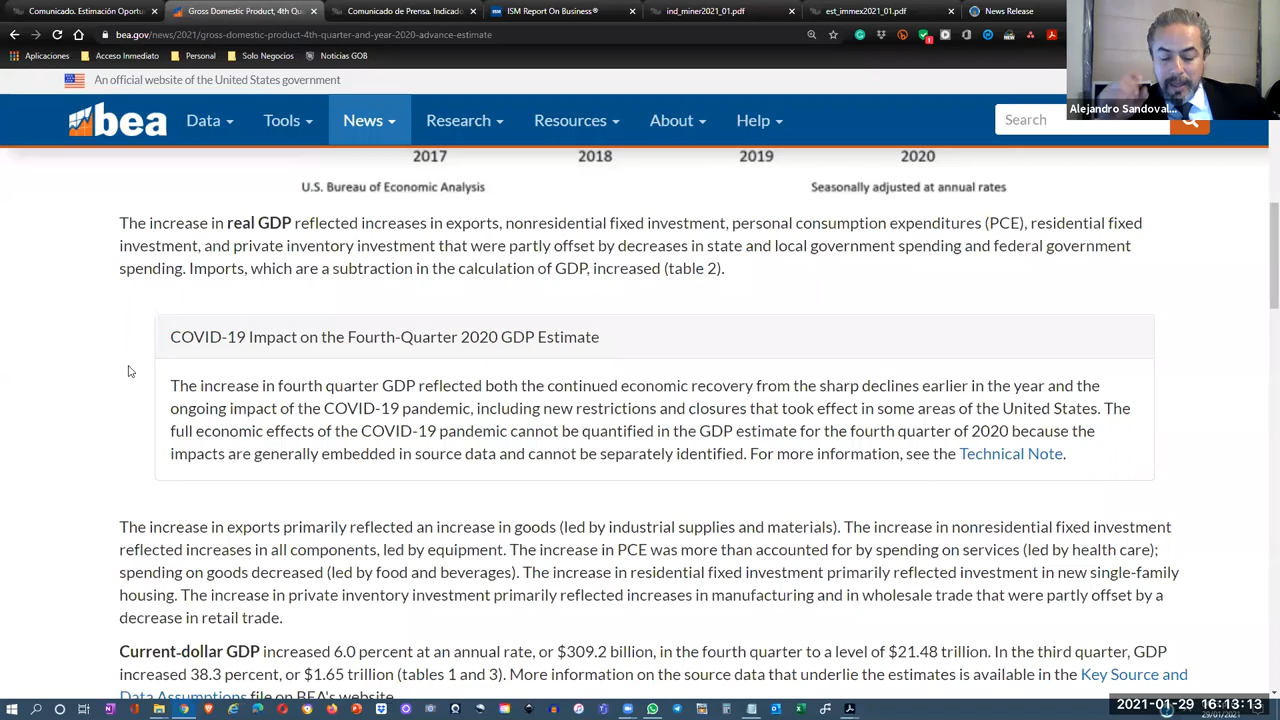 Comunicado. Estimación Oportu
Gross Domestic Product, 4th Qu
Comunicado de Prensa. Indicado
ISM Report On Business®
ind_miner2021_01.pdf
est_immex2021_01.pdf
News Release
bea.gov/news/2021/gross-domestic-product-4th-quarter-and-year-2020-advance-estimate
Aplicaciones
Acceso Inmediato
Personal
Solo Negocios
Noticias GOB
An official website of the United States government
Alejandro Sandoval...
bea
Data
Tools
News
Research
Resources
About
Help
Search
2017 2018 2019 2020
U.S. Bureau of Economic Analysis
Seasonally adjusted at annual rates
The increase in real GDP reflected increases in exports, nonresidential fixed investment, personal consumption expenditures (PCE), residential fixed
investment, and private inventory investment that were partly offset by decreases in state and local government spending and federal government
spending. Imports, which are a subtraction in the calculation of GDP, increased (table 2).
COVID-19 Impact on the Fourth-Quarter 2020 GDP Estimate
The increase in fourth quarter GDP reflected both the continued economic recovery from the sharp declines earlier in the year and the
ongoing impact of the COVID-19 pandemic, including new restrictions and closures that took effect in some areas of the United States. The
full economic effects of the COVID-19 pandemic cannot be quantified in the GDP estimate for the fourth quarter of 2020 because the
impacts are generally embedded in source data and cannot be separately identified. For more information, see the Technical Note.
The increase in exports primarily reflected an increase in goods (led by industrial supplies and materials). The increase in nonresidential fixed investment
reflected increases in all components, led by equipment. The increase in PCE was more than accounted for by spending on services (led by health care);
spending on goods decreased (led by food and beverages). The increase in residential fixed investment primarily reflected investment in new single-family
housing. The increase in private inventory investment primarily reflected increases in manufacturing and in wholesale trade that were partly offset by a
decrease in retail trade.
Current-dollar GDP increased 6.0 percent at an annual rate, or $309.2 billion, in the fourth quarter to a level of $21.48 trillion. In the third quarter, GDP
increased 38.3 percent, or $1.65 trillion (tables 1 and 3). More information on the source data that underlie the estimates is available in the Key Source and
Data Assumptions file on BEA's website.
2021-01-29 16:13:13
29/01/2021